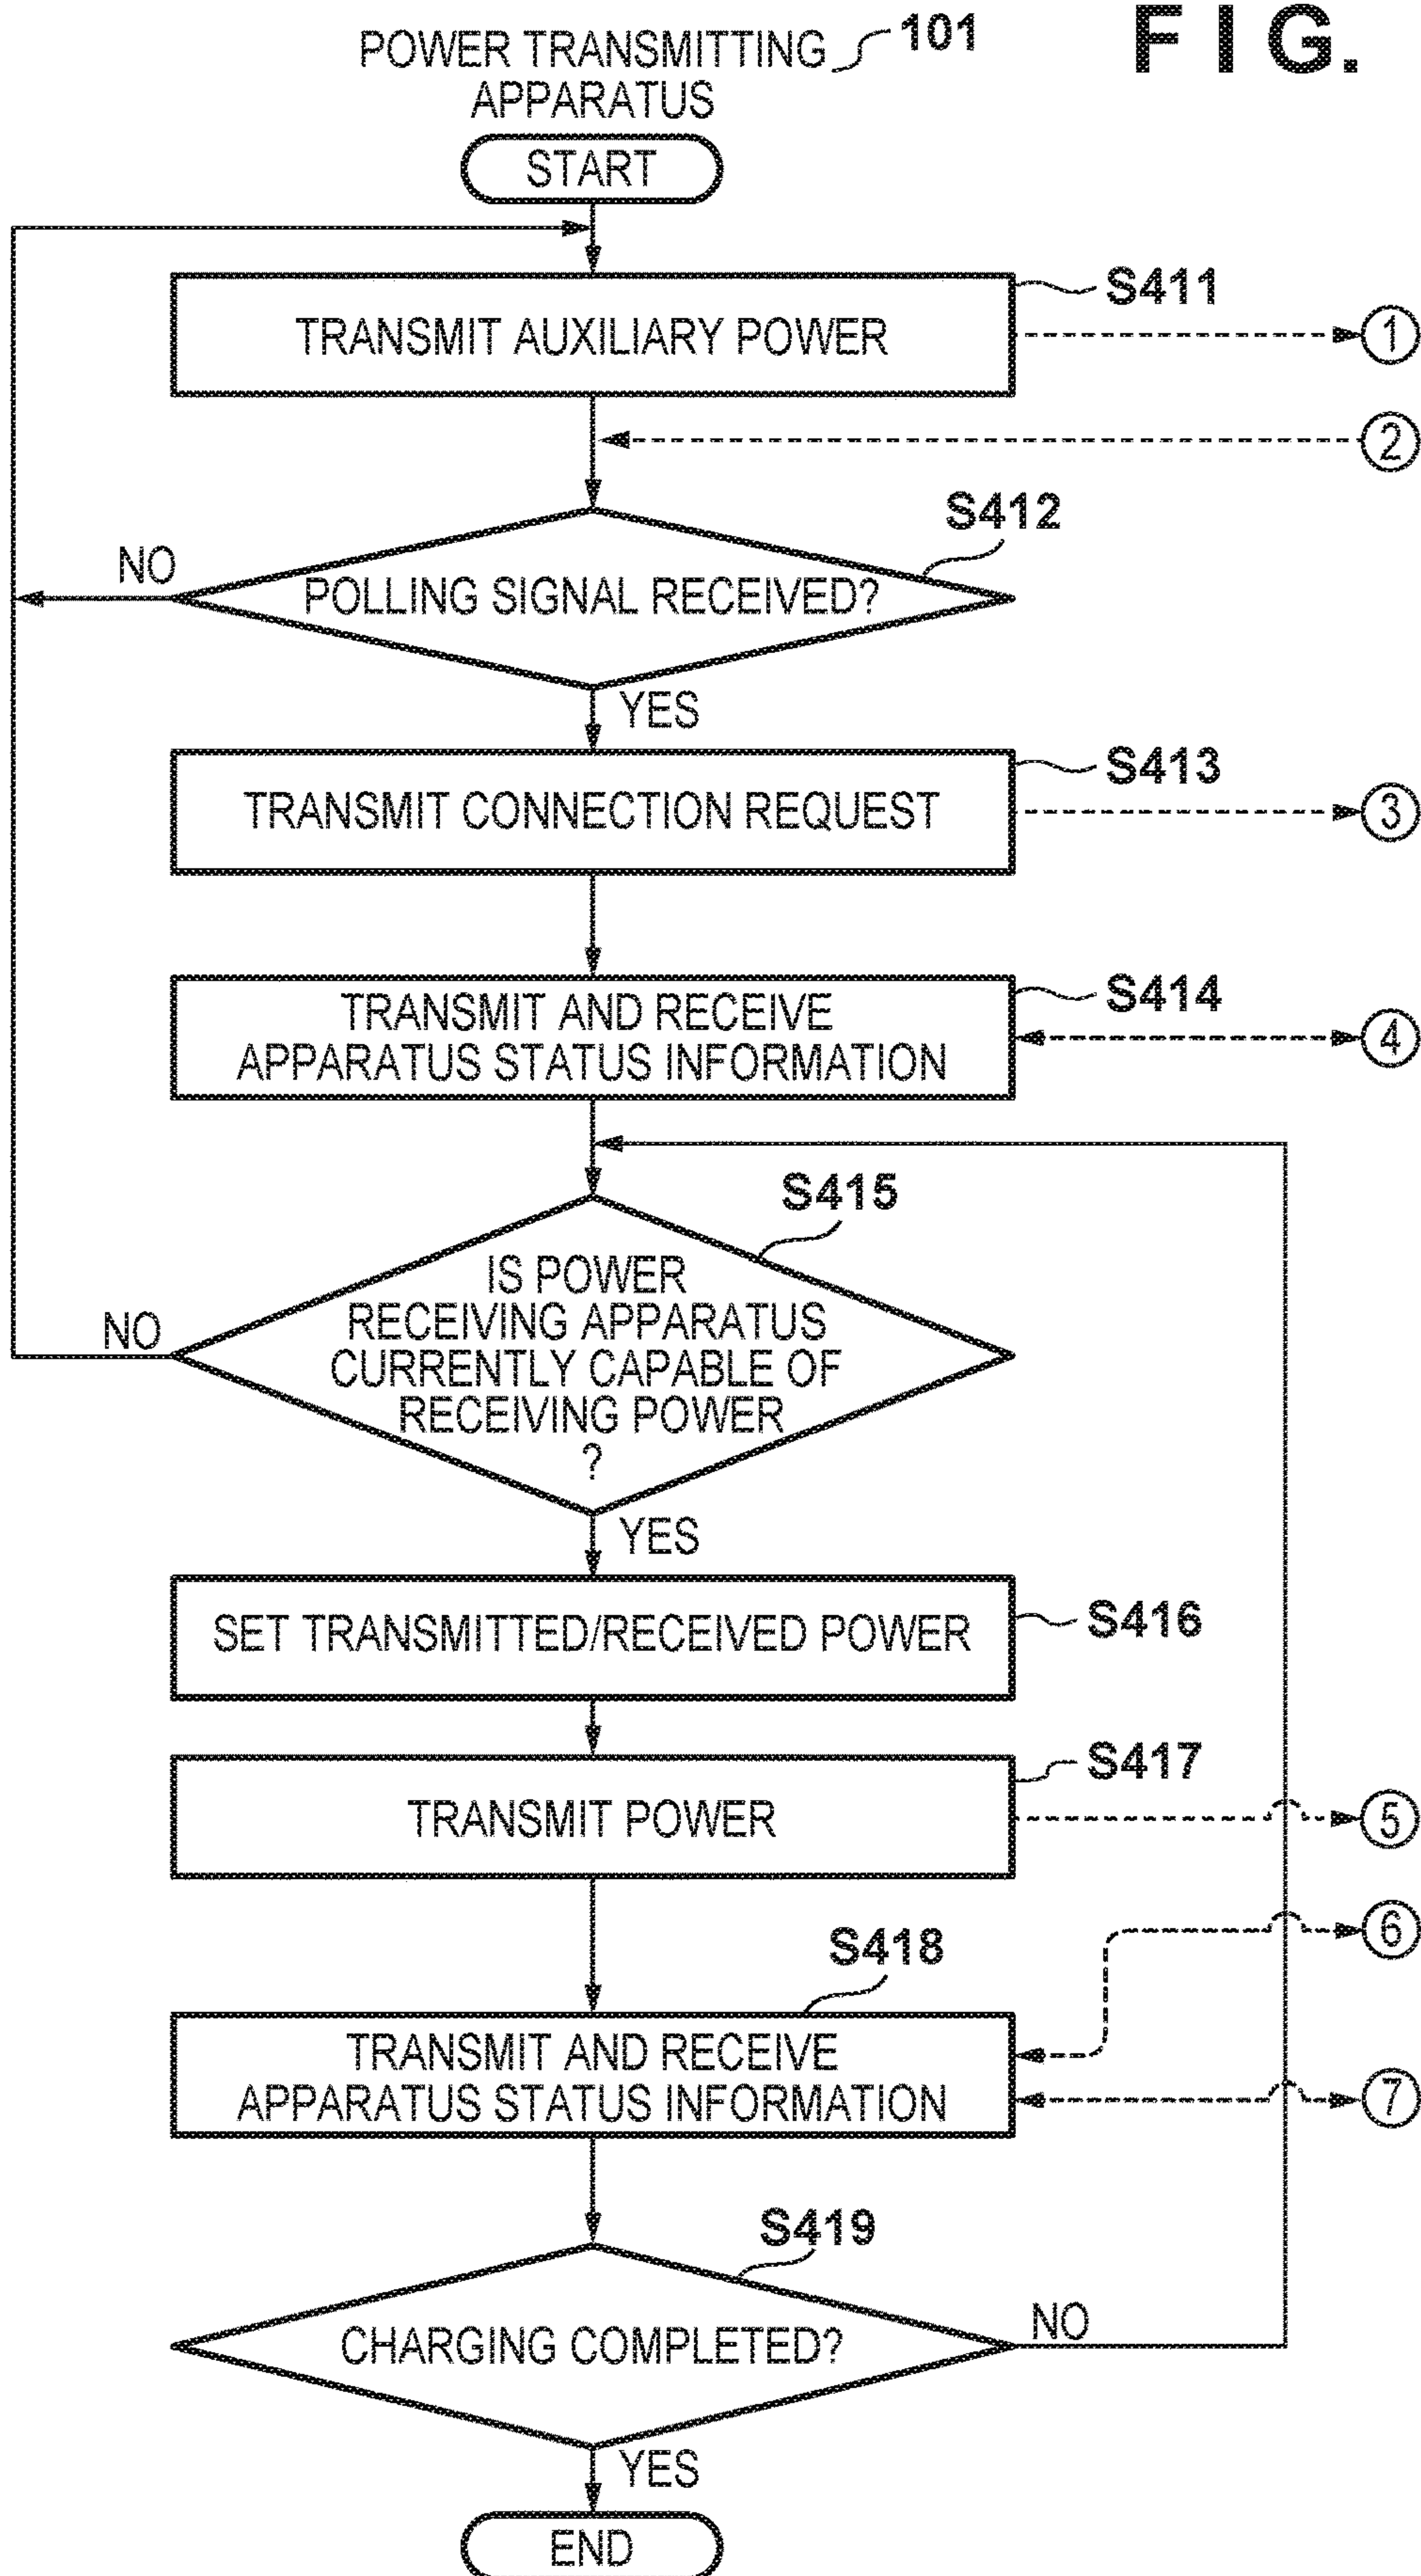 FIG.
POWER TRANSMITTING 101
APPARATUS
START
S411
TRANSMIT AUXILIARY POWER
1
2
S412
NO
POLLING SIGNAL RECEIVED?
YES
S413
TRANSMIT CONNECTION REQUEST
3
S414
TRANSMIT AND RECEIVE
APPARATUS STATUS INFORMATION
4
S415
IS POWER
RECEIVING APPARATUS
NO
CURRENTLY CAPABLE OF
RECEIVING POWER
?
YES
SET TRANSMITTED/RECEIVED POWER
S416
S417
TRANSMIT POWER
5
6
S418
TRANSMIT AND RECEIVE
APPARATUS STATUS INFORMATION
7
S419
CHARGING COMPLETED?
NO
YES
END